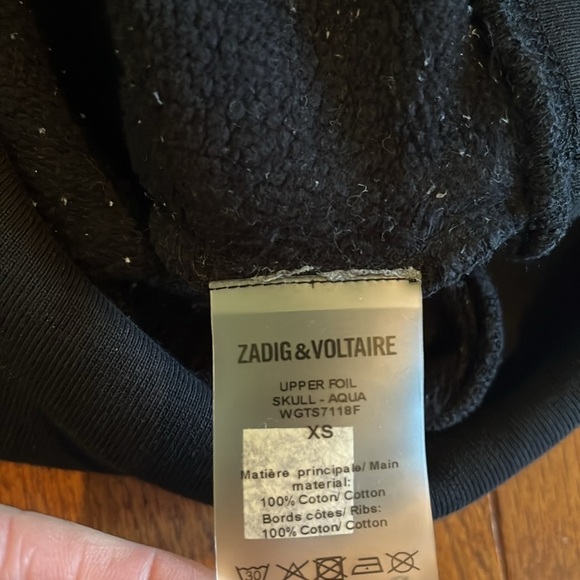 ZADIG & VOLTAIRE
UPPER FOIL
SKULL - AQUA
WGTS7118F
XS
Matière principale/ Main
material:
100% Coton/ Cotton
Bords côtes/ Ribs:
100% Coton/ Cotton
30